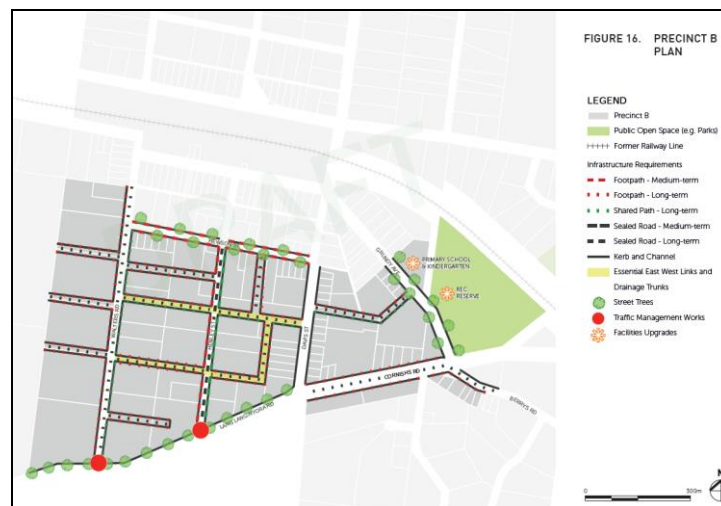 FIGURE 16. PRECINCT B
PLAN
LEGEND
Precinct B
Public Open Space (e.g. Parks)
Former Railway Line
Infrastructure Requirements
Footpath - Medium-term
Footpath - Long-term
Shared Path - Long-term
Sealed Road - Medium-term
Sealed Road - Long-term
Kerb and Channel
Essential East West Links and
Drainage Trunks
Street Trees
Traffic Management Works
Facilities Upgrades
DRAFT
PRIMARY SCHOOL
& KINDERGARTEN
REC
RESERVE
CORNISHS RD
BERRYS RD
N
0
300m